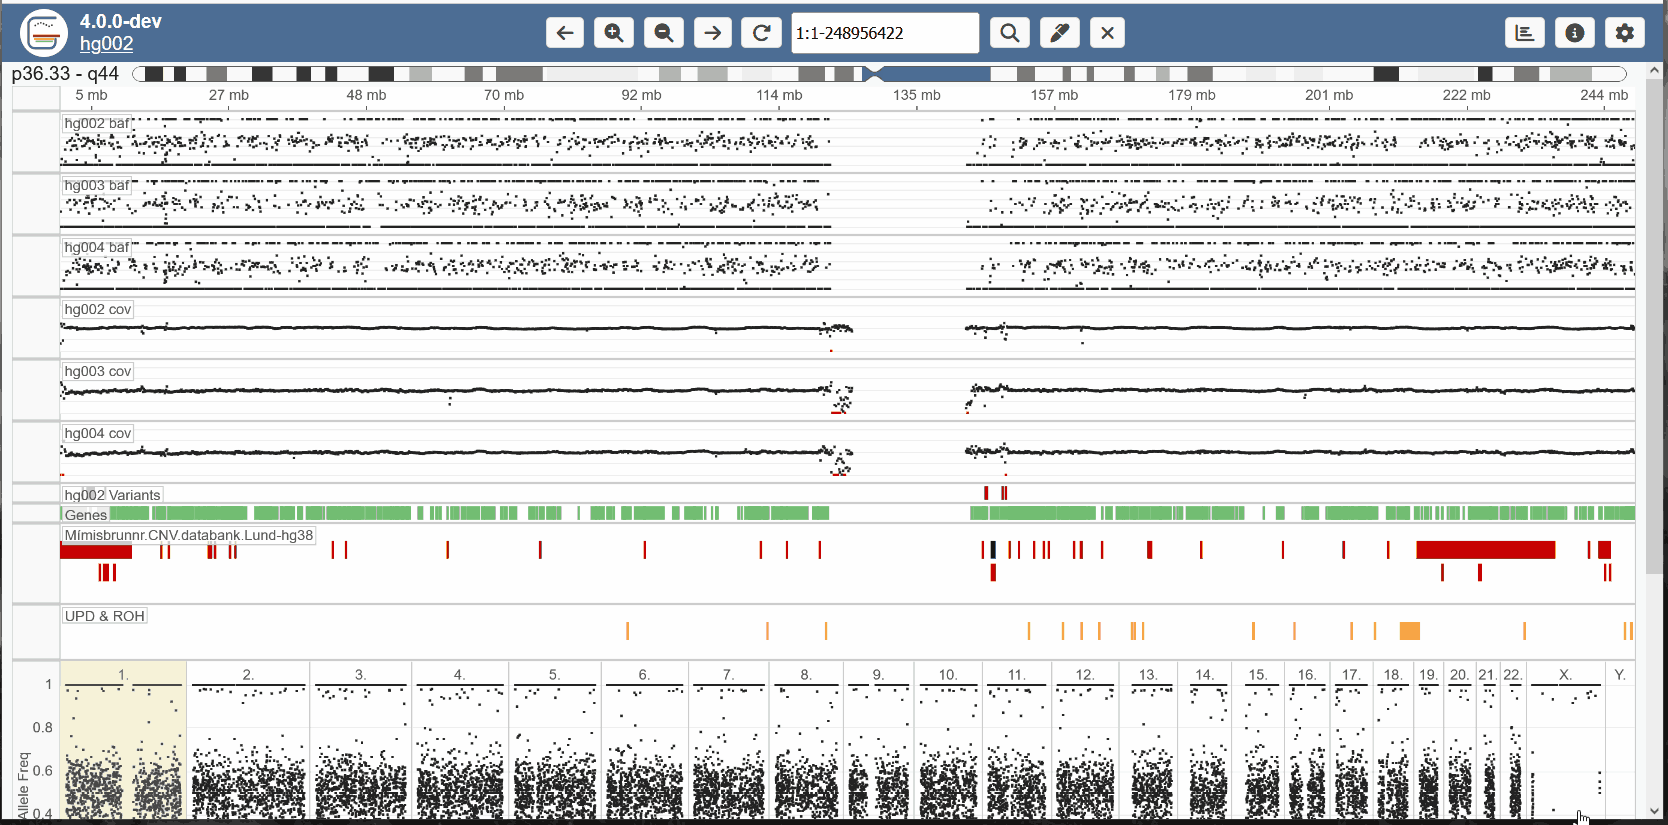 4.0.0-dev
hg002
1:1-248956422
p36.33 - q44
5 mb 27 mb 48 mb 70 mb 92 mb 114 mb 135 mb 157 mb 179 mb 201 mb 222 mb 244 mb
hg002 baf
hg003 baf
hg004 baf
hg002 cov
hg003 cov
hg004 cov
hg002 Variants
Genes
Mímisbrunnr.CNV.databank.Lund-hg38
UPD & ROH
1. 2. 3. 4. 5. 6. 7. 8. 9. 10. 11. 12. 13. 14. 15. 16. 17. 18. 19. 20. 21. 22. X. Y.
1
0.8
0.6
0.4
Allele Freq